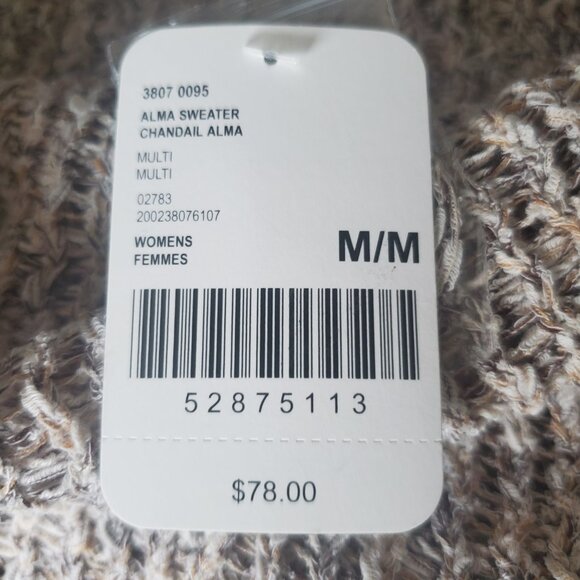 3807 0095
ALMA SWEATER
CHANDAIL ALMA
MULTI
MULTI
02783
200238076107
WOMENS
FEMMES
M/M
52875113
$78.00